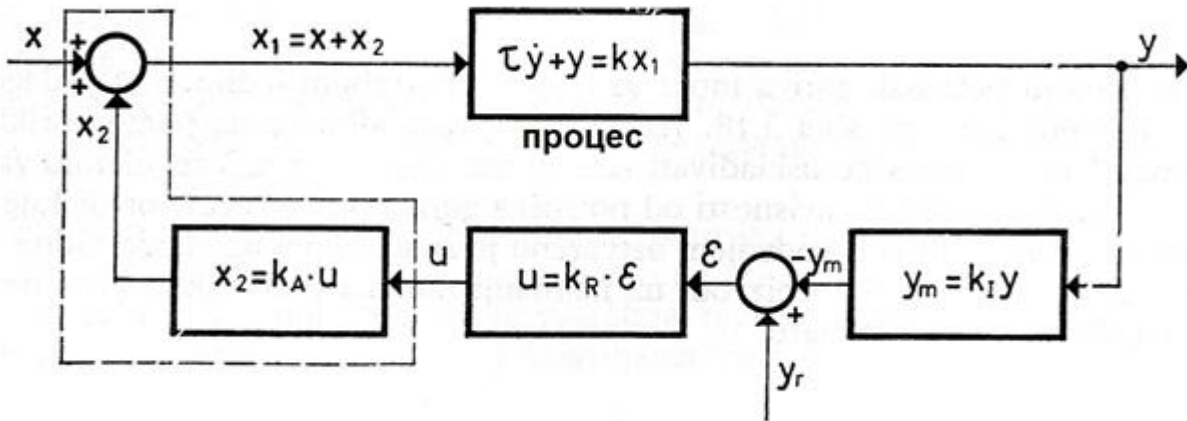 x
+
+
x₁=x+x₂
τẏ+y=kx₁
y
x₂
процес
x₂=k_A·u
u
u=k_R·ε
ε
-y_m
+
y_m=k_I y
y_r